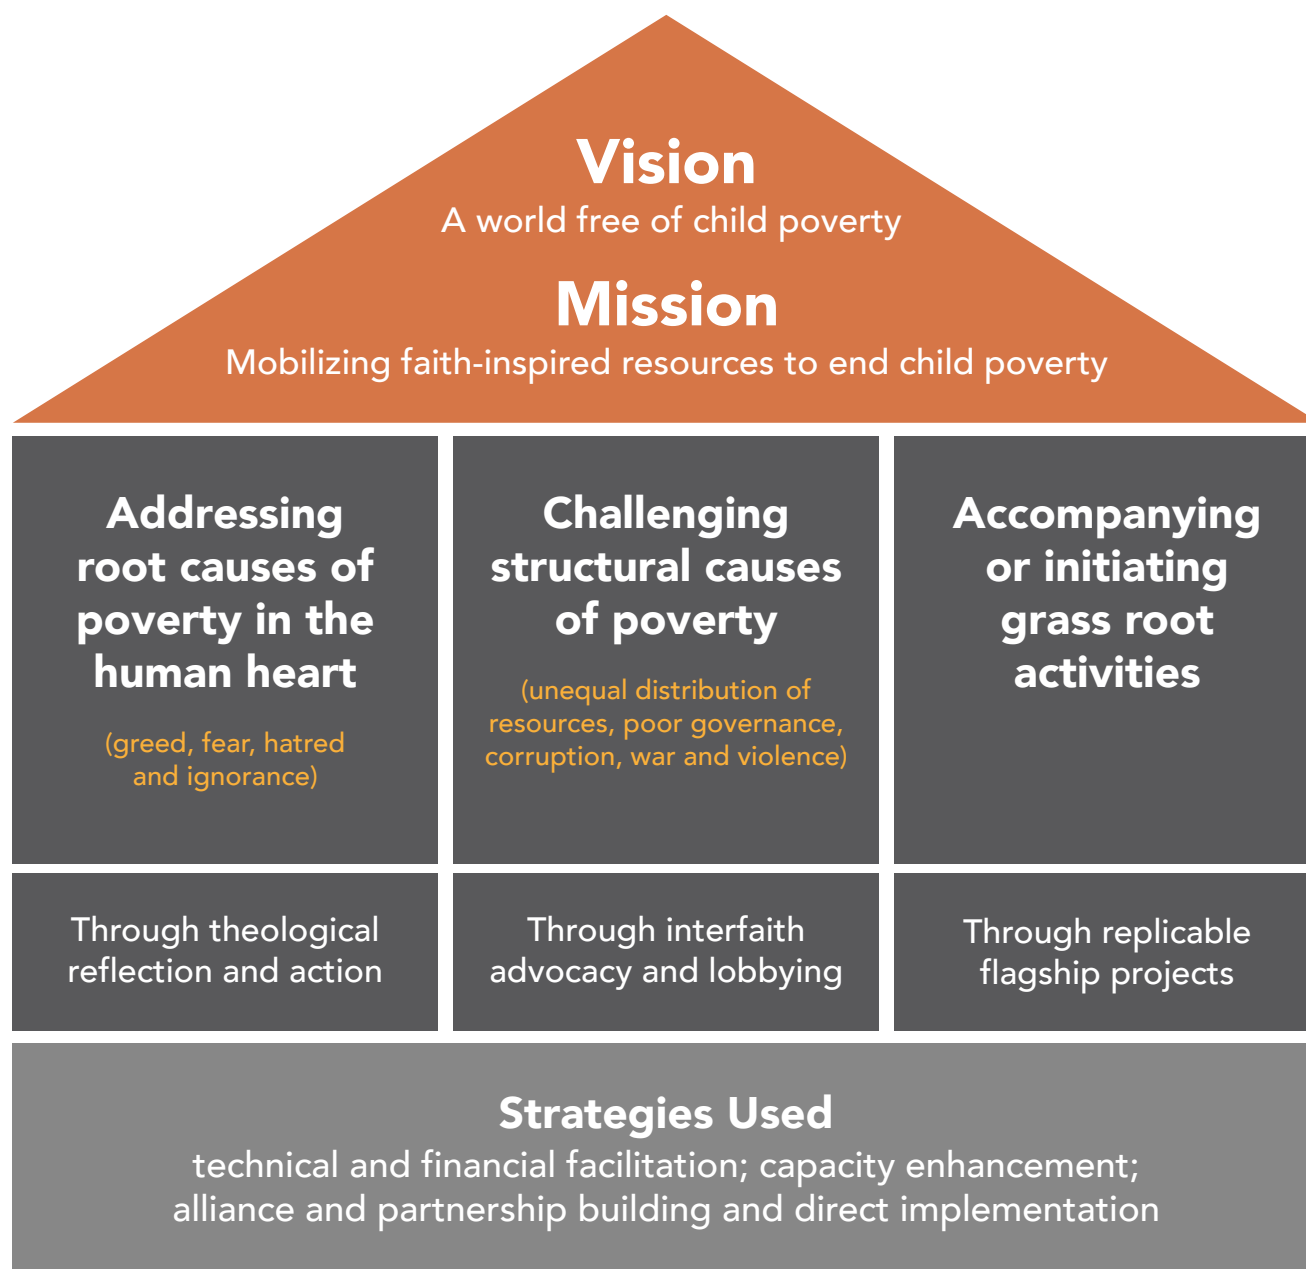 Vision
A world free of child poverty
Mission
Mobilizing faith-inspired resources to end child poverty
Addressing
root causes of
poverty in the
human heart
(greed, fear, hatred
and ignorance)
Through theological
reflection and action
Challenging
structural causes
of poverty
(unequal distribution of
resources, poor governance,
corruption, war and violence)
Through interfaith
advocacy and lobbying
Accompanying
or initiating
grass root
activities
Through replicable
flagship projects
Strategies Used
technical and financial facilitation; capacity enhancement;
alliance and partnership building and direct implementation